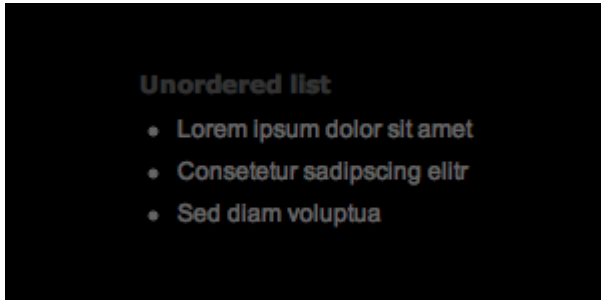 Unordered list
• Lorem ipsum dolor sit amet
• Consetetur sadipscing elitr
• Sed diam voluptua